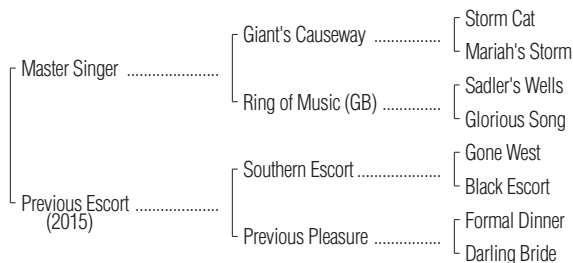 Storm Cat
Giant's Causeway ................
Mariah's Storm
Master Singer ......................
Sadler's Wells
Ring of Music (GB) ..............
Glorious Song
Gone West
Southern Escort ....................
Black Escort
Previous Escort ....................
(2015)
Formal Dinner
Previous Pleasure ................
Darling Bride